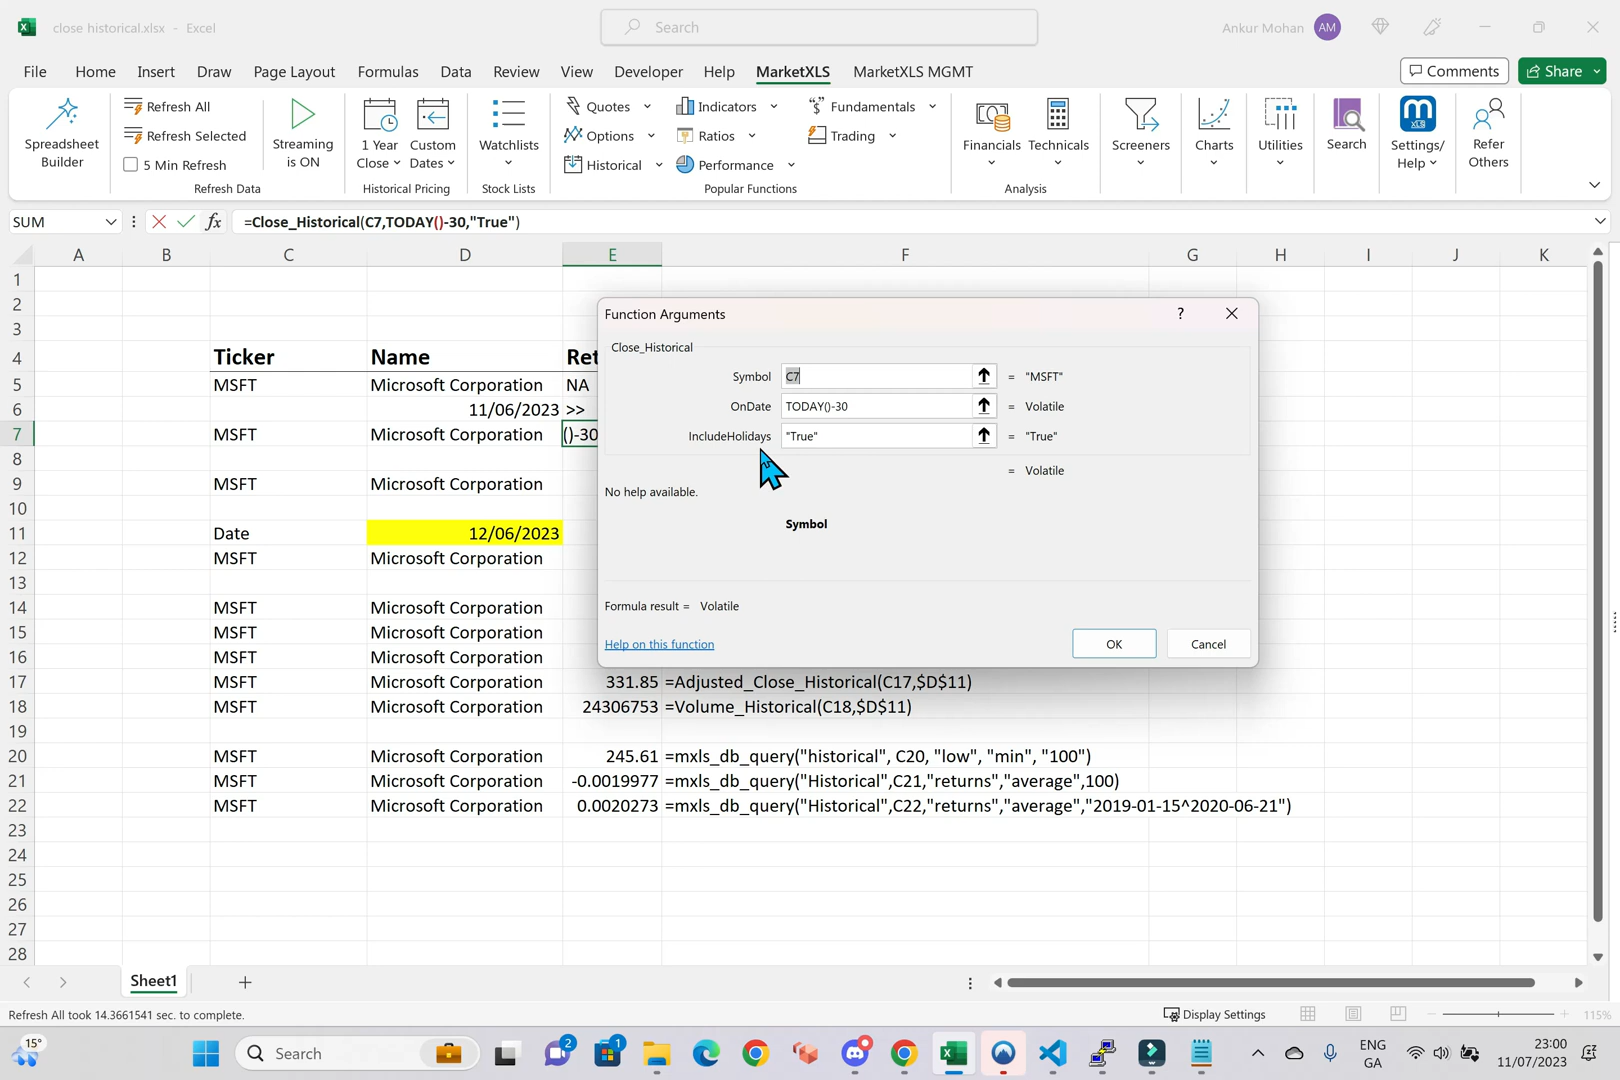 close historical.xlsx - Excel
Search
Ankur Mohan AM
File Home Insert Draw Page Layout Formulas Data Review View Developer Help MarketXLS MarketXLS MGMT
Comments Share
Spreadsheet Builder
Refresh All
Refresh Selected
5 Min Refresh
Streaming is ON
Refresh Data
1 Year Close
Custom Dates
Historical Pricing
Watchlists
Stock Lists
Quotes
Options
Historical
Indicators
Ratios
Performance
Fundamentals
Trading
Popular Functions
Financials
Technicals
Analysis
Screeners
Charts
Utilities
Search
Settings/ Help
Refer Others
SUM fx =Close_Historical(C7,TODAY()-30,"True")
A B C D E F G H I J K
1
2
3
4 Ticker Name Ret
5 MSFT Microsoft Corporation NA
6 11/06/2023 >>
7 MSFT Microsoft Corporation ()-30
8
9 MSFT Microsoft Corporation
10
11 Date 12/06/2023
12 MSFT Microsoft Corporation
13
14 MSFT Microsoft Corporation
15 MSFT Microsoft Corporation
16 MSFT Microsoft Corporation
17 MSFT Microsoft Corporation 331.85 =Adjusted_Close_Historical(C17,$D$11)
18 MSFT Microsoft Corporation 24306753 =Volume_Historical(C18,$D$11)
19
20 MSFT Microsoft Corporation 245.61 =mxls_db_query("historical", C20, "low", "min", "100")
21 MSFT Microsoft Corporation -0.0019977 =mxls_db_query("Historical",C21,"returns","average",100)
22 MSFT Microsoft Corporation 0.0020273 =mxls_db_query("Historical",C22,"returns","average","2019-01-15^2020-06-21")
23
24
25
26
27
28
Function Arguments ?
Close_Historical
Symbol C7 = "MSFT"
OnDate TODAY()-30 = Volatile
IncludeHolidays "True" = "True"
= Volatile
No help available.
Symbol
Formula result = Volatile
Help on this function
OK Cancel
Sheet1
Refresh All took 14.3661541 sec. to complete.
Display Settings
115%
15°
Search
2
1
ENG GA
23:00
11/07/2023